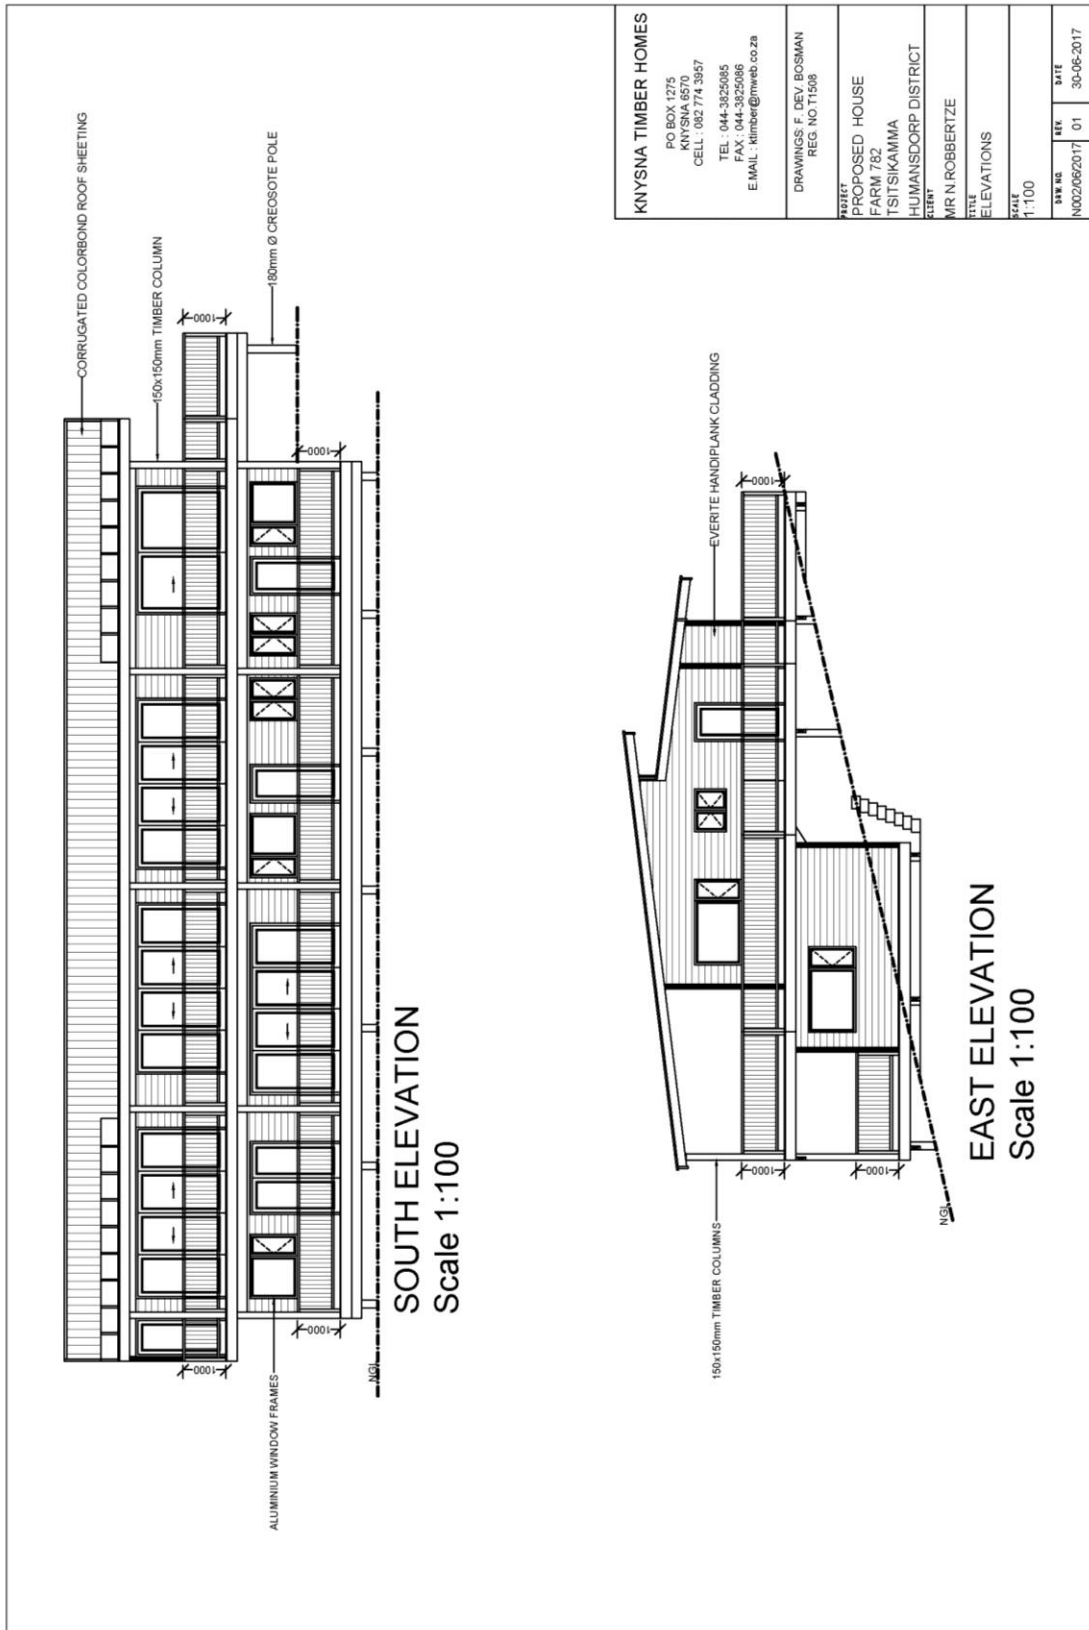 CORRUGATED COLORBOND ROOF SHEETING
150x150mm TIMBER COLUMN
1000
180mm Ø CREOSOTE POLE
1000
1000
1000
ALUMINIUM WINDOW FRAMES
NGL
SOUTH ELEVATION
Scale 1:100
EVERITE HANDIPLANK CLADDING
1000
150x150mm TIMBER COLUMNS
1000
1000
NGL
EAST ELEVATION
Scale 1:100
KNYSNA TIMBER HOMES
PO BOX 1275
KNYSNA 6570
CELL : 082 774 3957
TEL : 044-3825085
FAX : 044-3825086
E.MAIL : ktimber@mweb.co.za
DRAWINGS: F. DEV. BOSMAN
REG. NO.T1508
PROJECT
PROPOSED HOUSE
FARM 782
TSITSIKAMMA
HUMANSDORP DISTRICT
CLIENT
MR N.ROBBERTZE
TITLE
ELEVATIONS
SCALE
1:100
DRW. NO. REV. DATE
N002/06/2017 01 30-06-2017